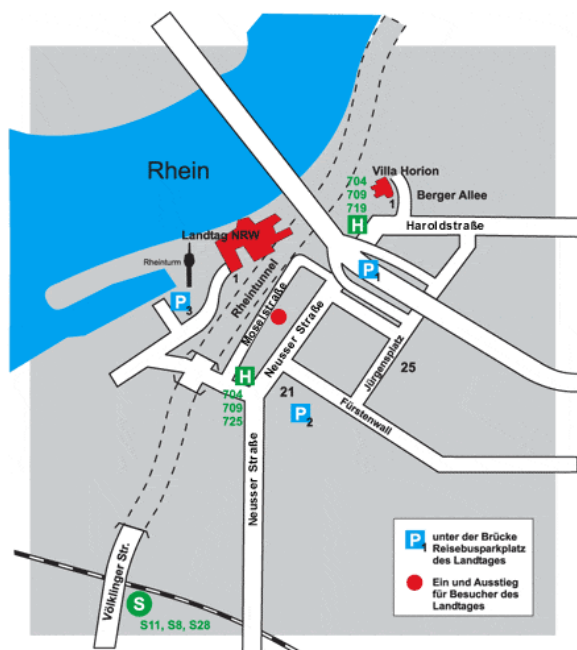 Rhein
Villa Horion
704
709
719
1
Berger Allee
H
Haroldstraße
Landtag NRW
Rheinturm
1
P
1
P
3
Rheintunnel
Moselstraße
Neusser Straße
Jürgensplatz
25
H
704
709
725
21
P
2
Fürstenwall
Neusser Straße
Völklinger Str.
S
S11, S8, S28
P
1
unter der Brücke
Reisebusparkplatz
des Landtages
Ein und Ausstieg
für Besucher des
Landtages